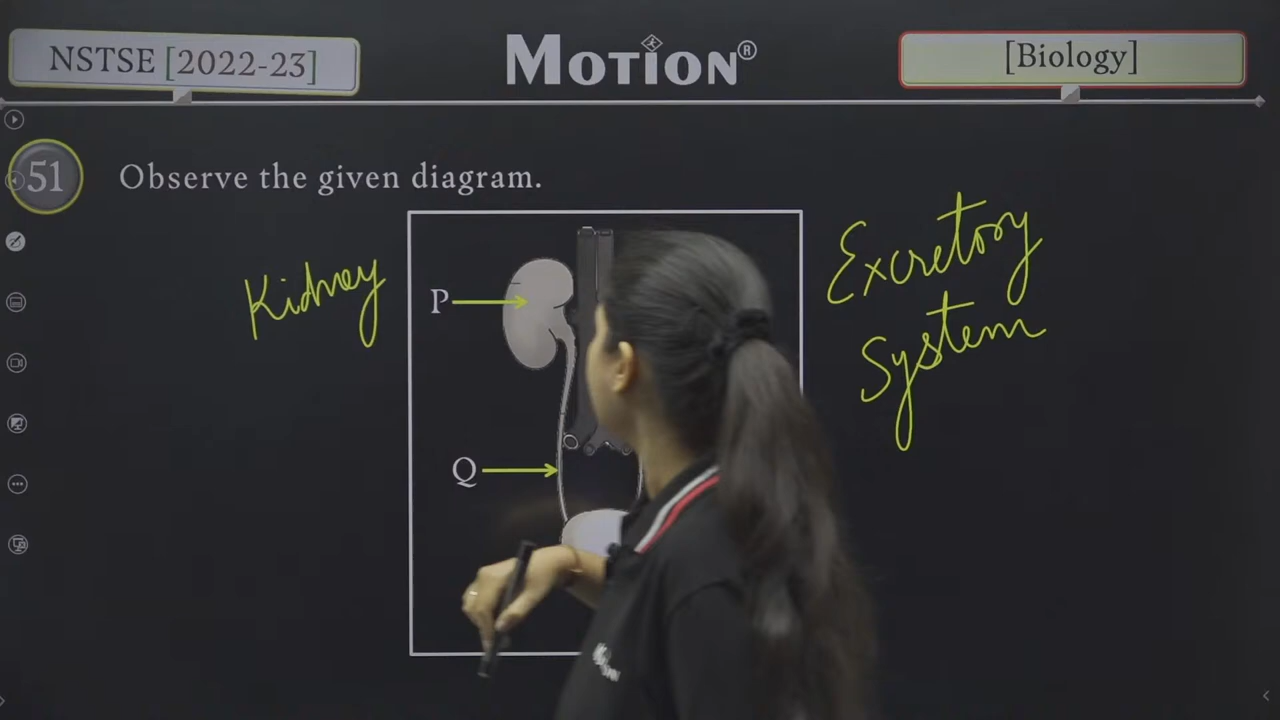 NSTSE [2022-23]
MOTION®
[Biology]
51
Observe the given diagram.
Kidney
P
Q
Excretory
System